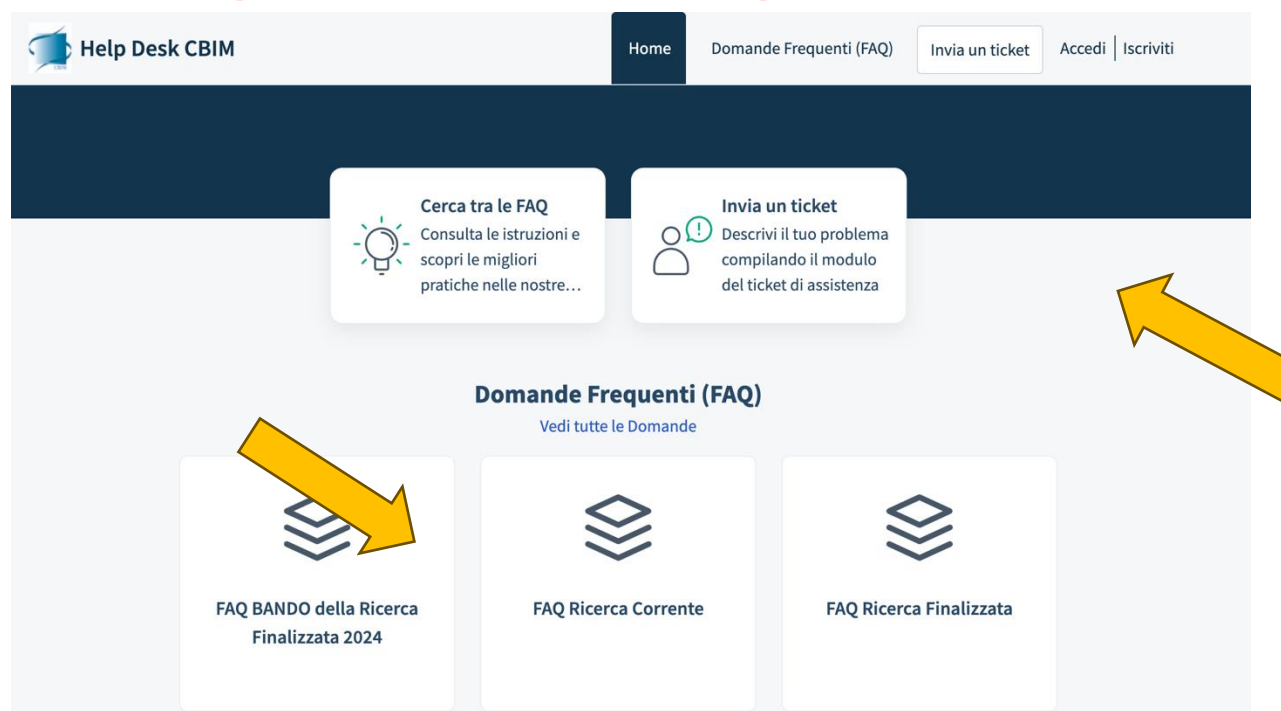 Help Desk CBIM
Home
Domande Frequenti (FAQ)
Invia un ticket
Accedi
Iscriviti
Cerca tra le FAQ
Consulta le istruzioni e
scopri le migliori
pratiche nelle nostre...
Invia un ticket
Descrivi il tuo problema
compilando il modulo
del ticket di assistenza
Domande Frequenti (FAQ)
Vedi tutte le Domande
FAQ BANDO della Ricerca
Finalizzata 2024
FAQ Ricerca Corrente
FAQ Ricerca Finalizzata